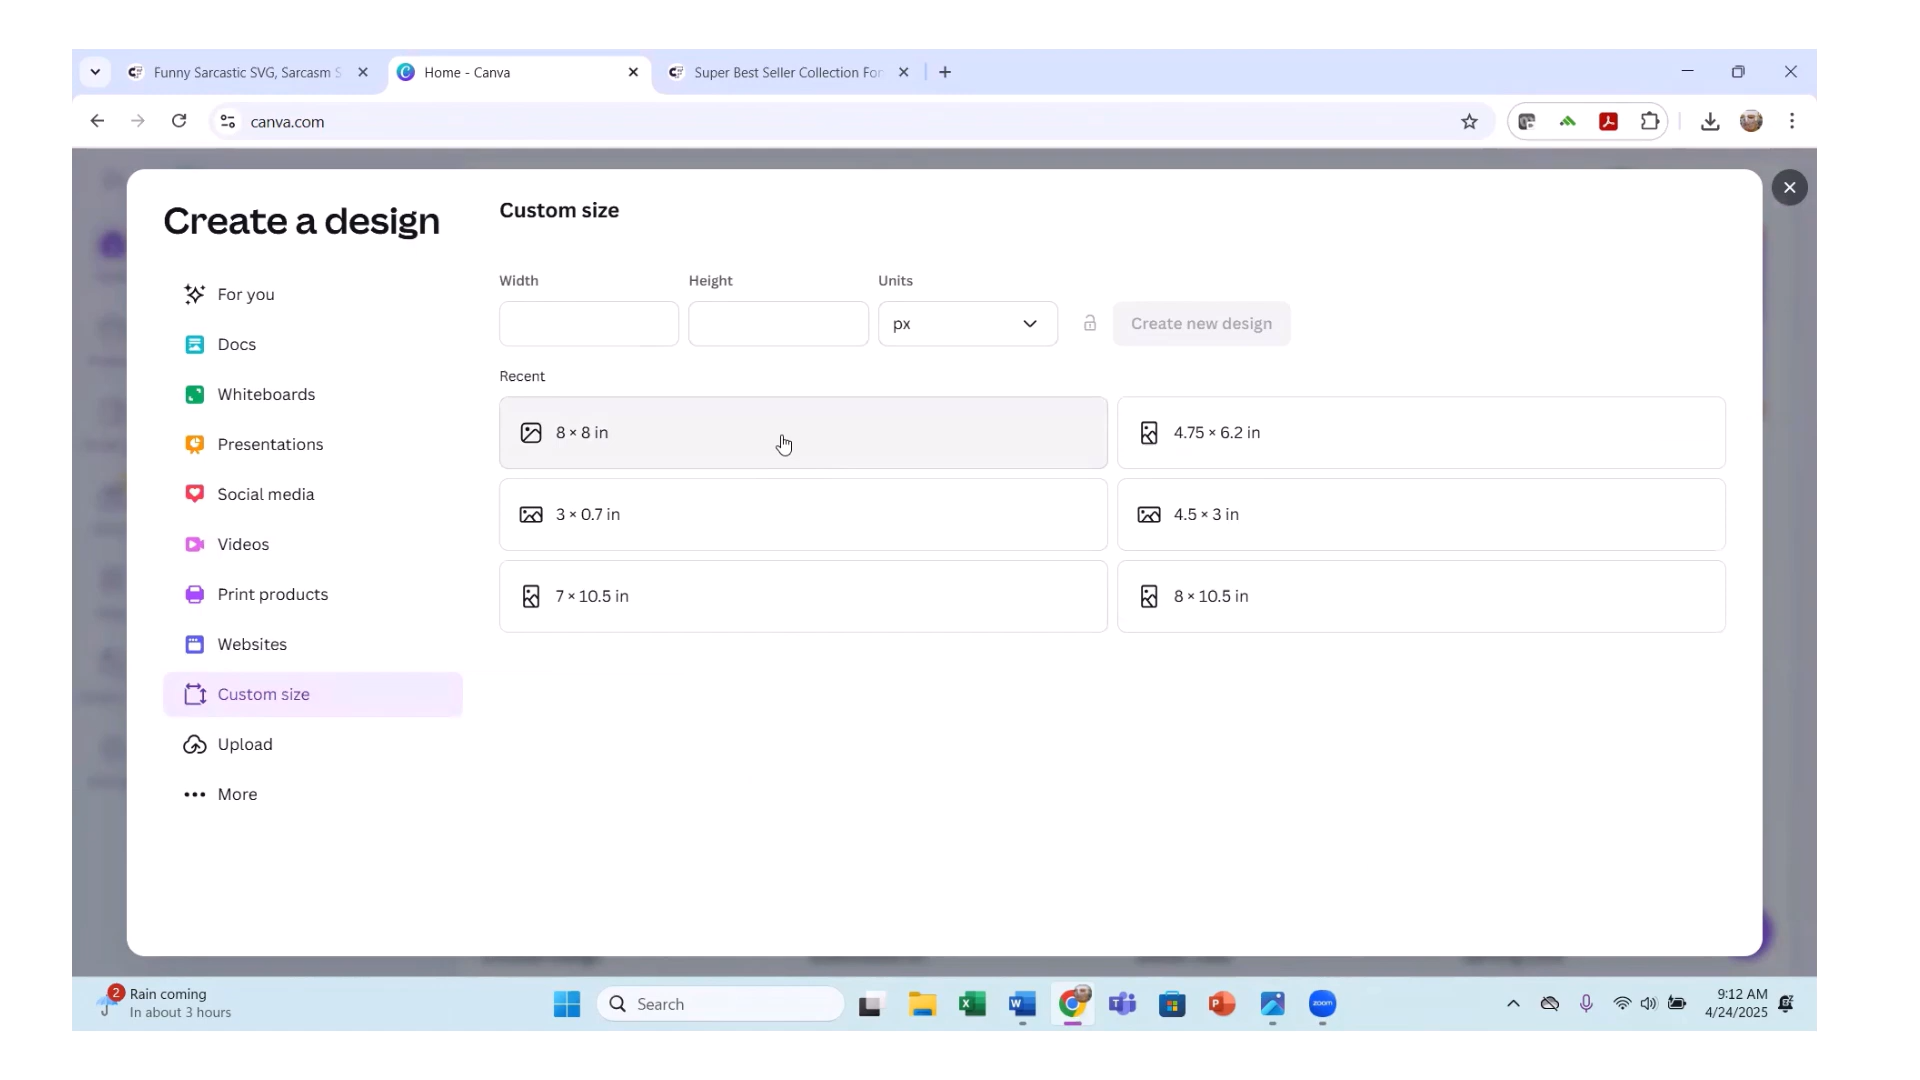 Funny Sarcastic SVG, Sarcasm S
Home - Canva
Super Best Seller Collection For
canva.com
Create a design
For you
Docs
Whiteboards
Presentations
Social media
Videos
Print products
Websites
Custom size
Upload
More
Custom size
Width
Height
Units
px
Create new design
Recent
8 × 8 in
4.75 × 6.2 in
3 × 0.7 in
4.5 × 3 in
7 × 10.5 in
8 × 10.5 in
2
Rain coming
In about 3 hours
Search
zoom
9:12 AM
4/24/2025